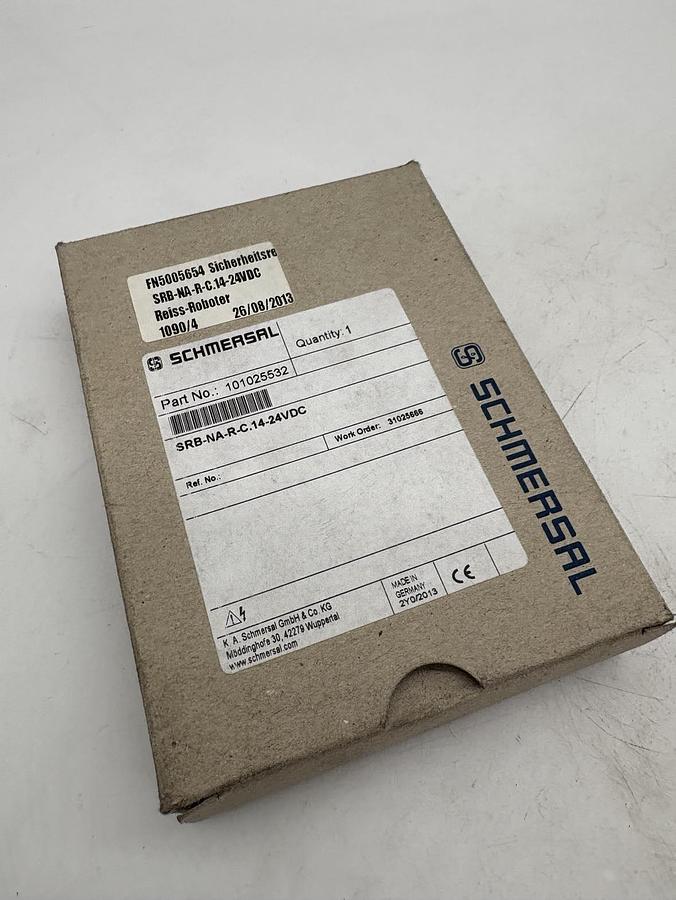 FN5005654 Sicherheitsre
SRB-NA-R-C.14-24VDC
Reiss-Roboter
1090/4 26/08/2013
SCHMERSAL
Quantity: 1
Part No.: 101025532
SRB-NA-R-C.14-24VDC
Ref. No.:
Work Order: 31025666
MADE IN
GERMANY
2Y0/2013
CE
K. A. Schmersal GmbH & Co. KG
Möddinghofe 30, 42279 Wuppertal
www.schmersal.com
SCHMERSAL